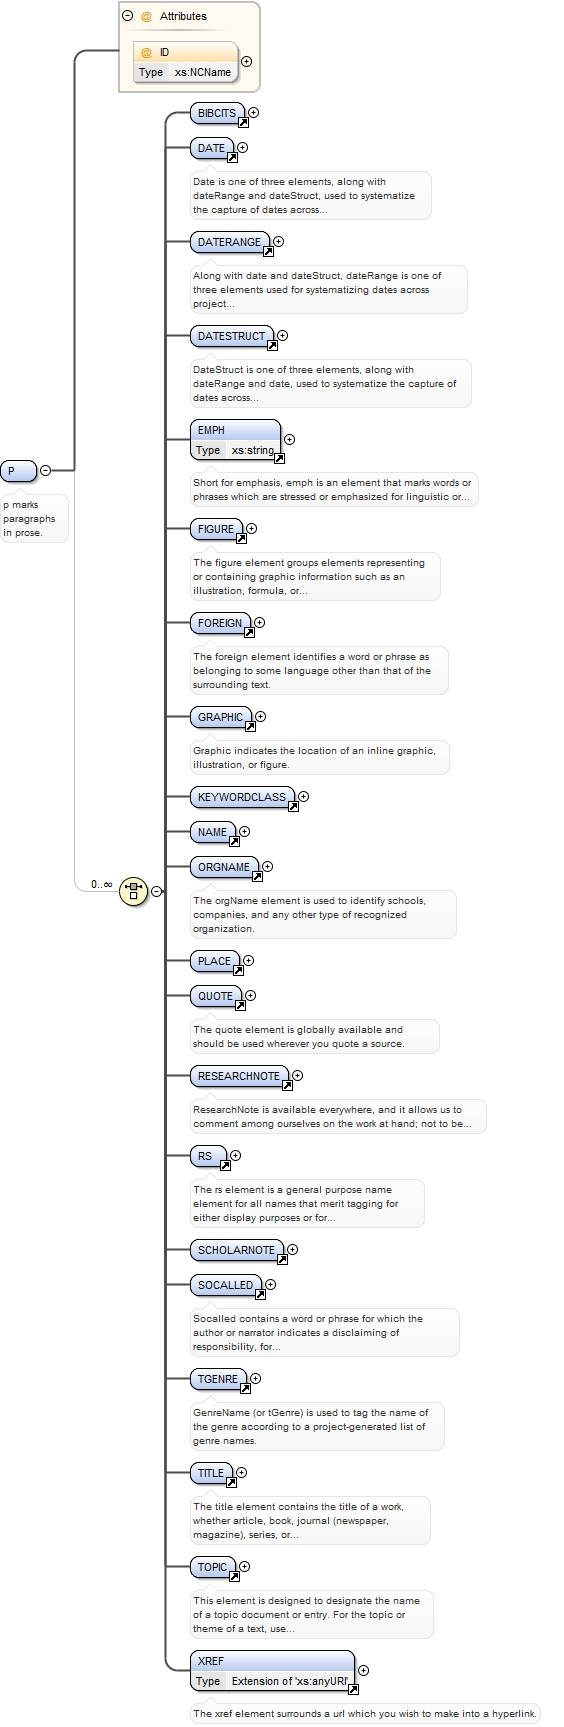 @ Attributes
@ ID
Type xs:NCName
BIBCITS
DATE
Date is one of three elements, along with
dateRange and dateStruct, used to systematize
the capture of dates across...
DATERANGE
Along with date and dateStruct, dateRange is one of
three elements used for systematizing dates across
project...
DATESTRUCT
DateStruct is one of three elements, along with
dateRange and date, used to systematize the capture of
dates across...
EMPH
Type xs:string
Short for emphasis, emph is an element that marks words or
phrases which are stressed or emphasized for linguistic or...
P
p marks
paragraphs
in prose.
FIGURE
The figure element groups elements representing
or containing graphic information such as an
illustration, formula, or...
FOREIGN
The foreign element identifies a word or phrase as
belonging to some language other than that of the
surrounding text.
GRAPHIC
Graphic indicates the location of an inline graphic,
illustration, or figure.
KEYWORDCLASS
NAME
ORGNAME
0..∞
The orgName element is used to identify schools,
companies, and any other type of recognized
organization.
PLACE
QUOTE
The quote element is globally available and
should be used wherever you quote a source.
RESEARCHNOTE
ResearchNote is available everywhere, and it allows us to
comment among ourselves on the work at hand; not to be...
RS
The rs element is a general purpose name
element for all names that merit tagging for
either display purposes or for...
SCHOLARNOTE
SOCALLED
Socalled contains a word or phrase for which the
author or narrator indicates a disclaiming of
responsibility, for...
TGENRE
GenreName (or tGenre) is used to tag the name of
the genre according to a project-generated list of
genre names.
TITLE
The title element contains the title of a work,
whether article, book, journal (newspaper,
magazine), series, or...
TOPIC
This element is designed to designate the name
of a topic document or entry. For the topic or
theme of a text, use...
XREF
Type Extension of 'xs:anyURI'
The xref element surrounds a url which you wish to make into a hyperlink.